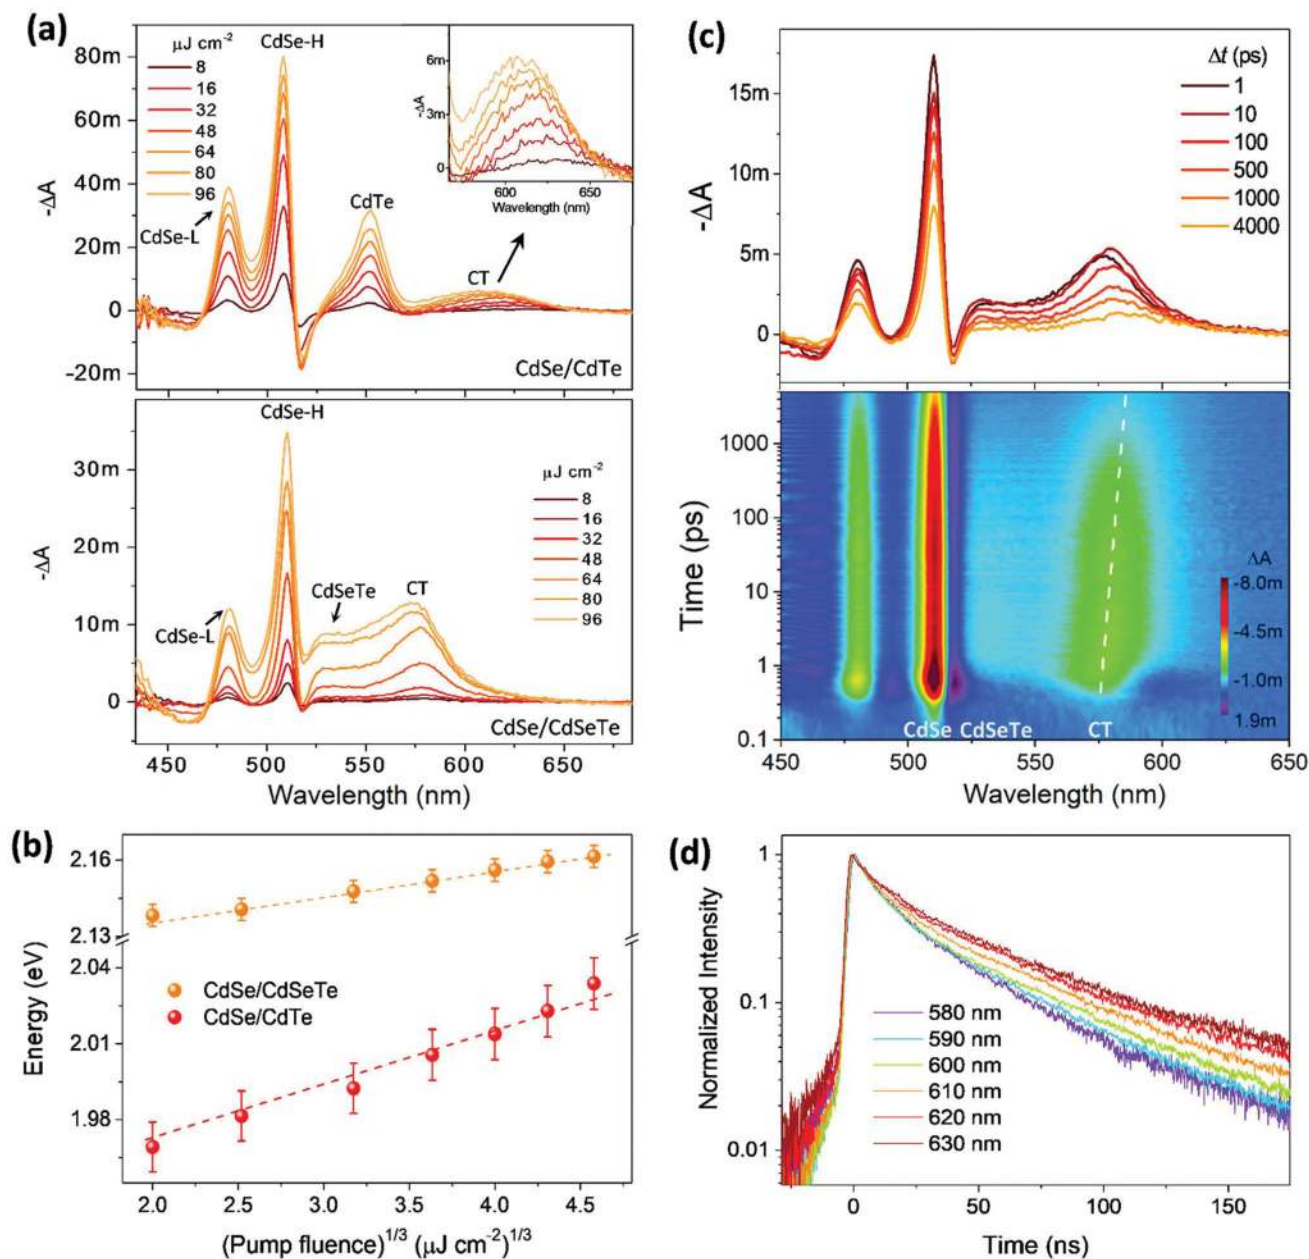 (a)
μJ cm-2
8
16
32
48
64
80
96
CdSe-H
CdSe-L
CdTe
CT
CdSe/CdTe
-ΔA
80m
60m
40m
20m
0
-20m
450 500 550 600 650
6m
3m
0
-ΔA
600 650
Wavelength (nm)
CdSe-H
μJ cm-2
8
16
32
48
64
80
96
CdSe-L
CdSeTe
CT
CdSe/CdSeTe
-ΔA
30m
20m
10m
0
450 500 550 600 650
Wavelength (nm)
(c)
Δt (ps)
1
10
100
500
1000
4000
-ΔA
15m
10m
5m
0
Time (ps)
1000
100
10
1
0.1
ΔA
-8.0m
-4.5m
-1.0m
1.9m
CdSe CdSeTe CT
450 500 550 600 650
Wavelength (nm)
(b)
Energy (eV)
2.16
2.13
2.04
2.01
1.98
CdSe/CdSeTe
CdSe/CdTe
2.0 2.5 3.0 3.5 4.0 4.5
(Pump fluence)1/3 (μJ cm-2)1/3
(d)
Normalized Intensity
1
0.1
0.01
580 nm
590 nm
600 nm
610 nm
620 nm
630 nm
0 50 100 150
Time (ns)